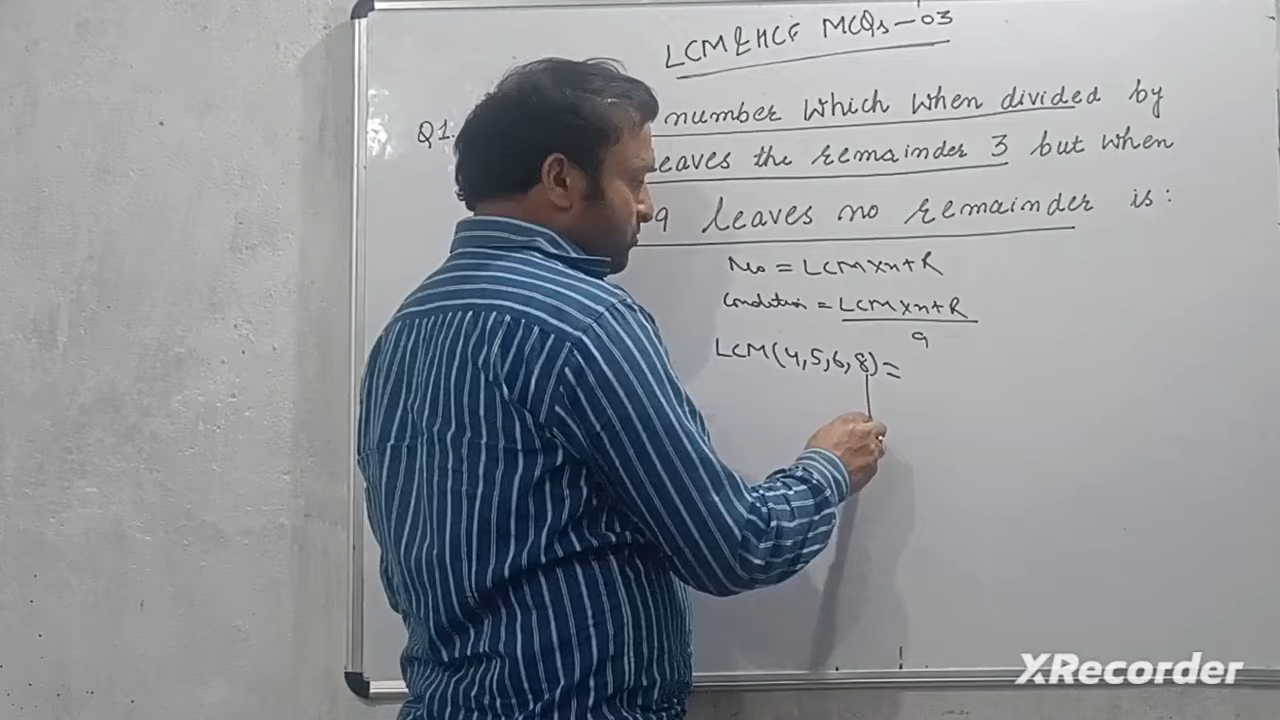 LCM & HCF MCQs-03
Q1. number which when divided by
leaves the remainder 3 but when
9 leaves no remainder is:
No = LCM×n+R
Condition = LCM×n+R
9
LCM(4,5,6,8)=
XRecorder